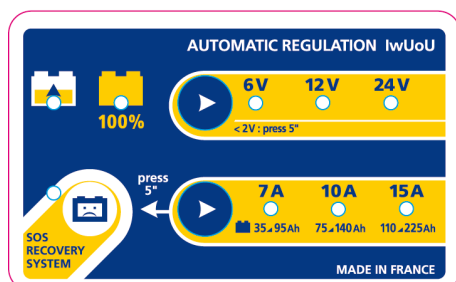 AUTOMATIC REGULATION IwUoU
6V 12V 24V
100%
< 2V : press 5"
press
5"
7A 10A 15A
35◢95Ah 75◢140Ah 110◢225Ah
SOS
RECOVERY
SYSTEM
MADE IN FRANCE